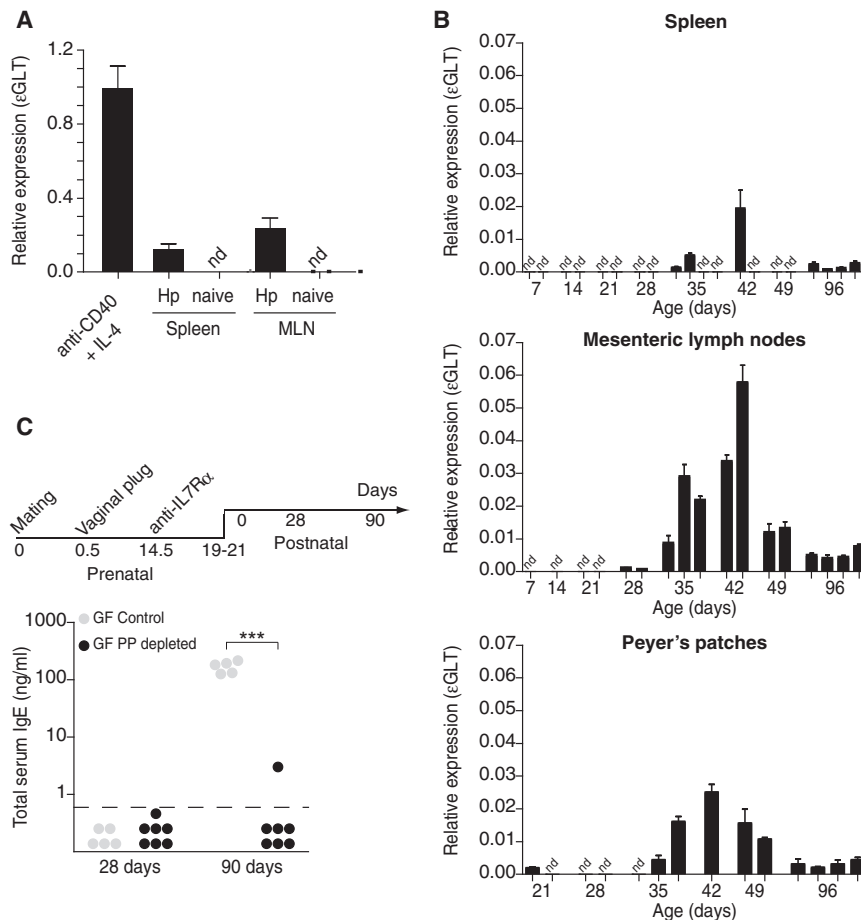 A
Relative expression (εGLT)
1.2
0.8
0.4
0.0
nd
nd
anti-CD40
+ IL-4
Hp naive
Hp naive
Spleen
MLN
B
Spleen
Relative expression (εGLT)
0.07
0.06
0.05
0.04
0.03
0.02
0.01
0.00
nd nd nd nd nd nd nd nd nd nd nd nd nd
7 14 21 28 35 42 49 96
Age (days)
Mesenteric lymph nodes
Relative expression (εGLT)
0.07
0.06
0.05
0.04
0.03
0.02
0.01
0.00
nd nd nd nd
7 14 21 28 35 42 49 96
Age (days)
Peyer's patches
Relative expression (εGLT)
0.07
0.06
0.05
0.04
0.03
0.02
0.01
0.00
nd nd nd nd
21 28 35 42 49 96
Age (days)
C
Mating
Vaginal plug
anti-IL7Rα
Days
0 0.5 14.5 19-21
0 28 90
Prenatal
Postnatal
GF Control
GF PP depleted
***
Total serum IgE (ng/ml)
1000
100
10
1
28 days
90 days